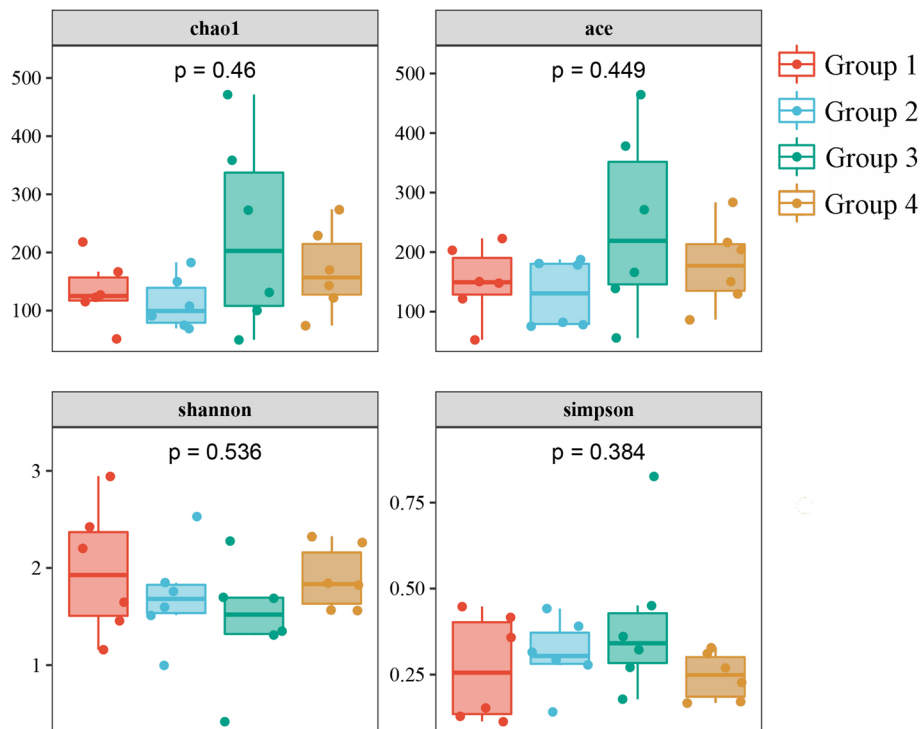 chao1
p = 0.46
500
400
300
200
100
ace
p = 0.449
500
400
300
200
100
Group 1
Group 2
Group 3
Group 4
shannon
p = 0.536
3
2
1
simpson
p = 0.384
0.75
0.50
0.25